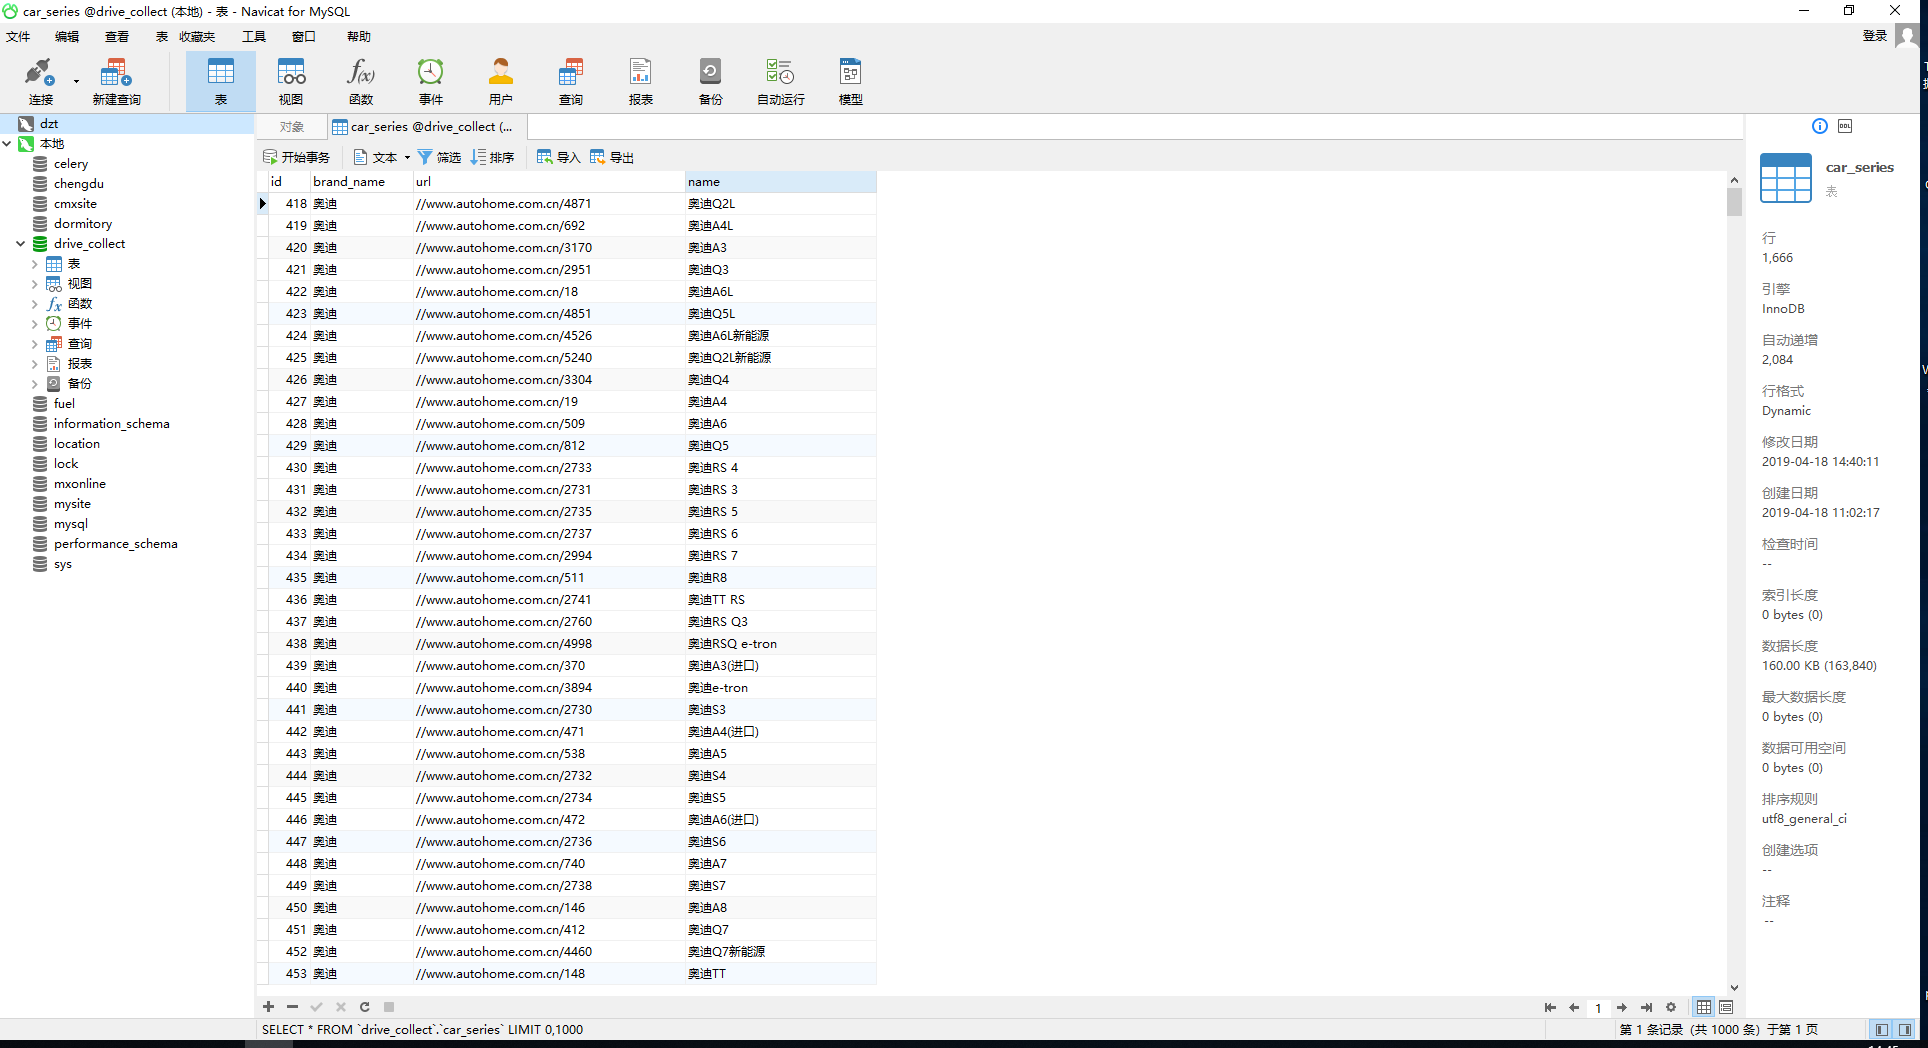 car_series @drive_collect (本地) - 表 - Navicat for MySQL
文件 编辑 查看 表 收藏夹 工具 窗口 帮助 登录
连接 新建查询 表 视图 函数 事件 用户 查询 报表 备份 自动运行 模型
dzt
本地
celery
chengdu
cmxsite
dormitory
drive_collect
表
视图
函数
事件
查询
报表
备份
fuel
information_schema
location
lock
mxonline
mysite
mysql
performance_schema
sys
对象 car_series @drive_collect (...
开始事务 文本 筛选 排序 导入 导出
id brand_name url name
418 奥迪 //www.autohome.com.cn/4871 奥迪Q2L
419 奥迪 //www.autohome.com.cn/692 奥迪A4L
420 奥迪 //www.autohome.com.cn/3170 奥迪A3
421 奥迪 //www.autohome.com.cn/2951 奥迪Q3
422 奥迪 //www.autohome.com.cn/18 奥迪A6L
423 奥迪 //www.autohome.com.cn/4851 奥迪Q5L
424 奥迪 //www.autohome.com.cn/4526 奥迪A6L新能源
425 奥迪 //www.autohome.com.cn/5240 奥迪Q2L新能源
426 奥迪 //www.autohome.com.cn/3304 奥迪Q4
427 奥迪 //www.autohome.com.cn/19 奥迪A4
428 奥迪 //www.autohome.com.cn/509 奥迪A6
429 奥迪 //www.autohome.com.cn/812 奥迪Q5
430 奥迪 //www.autohome.com.cn/2733 奥迪RS 4
431 奥迪 //www.autohome.com.cn/2731 奥迪RS 3
432 奥迪 //www.autohome.com.cn/2735 奥迪RS 5
433 奥迪 //www.autohome.com.cn/2737 奥迪RS 6
434 奥迪 //www.autohome.com.cn/2994 奥迪RS 7
435 奥迪 //www.autohome.com.cn/511 奥迪R8
436 奥迪 //www.autohome.com.cn/2741 奥迪TT RS
437 奥迪 //www.autohome.com.cn/2760 奥迪RS Q3
438 奥迪 //www.autohome.com.cn/4998 奥迪RSQ e-tron
439 奥迪 //www.autohome.com.cn/370 奥迪A3(进口)
440 奥迪 //www.autohome.com.cn/3894 奥迪e-tron
441 奥迪 //www.autohome.com.cn/2730 奥迪S3
442 奥迪 //www.autohome.com.cn/471 奥迪A4(进口)
443 奥迪 //www.autohome.com.cn/538 奥迪A5
444 奥迪 //www.autohome.com.cn/2732 奥迪S4
445 奥迪 //www.autohome.com.cn/2734 奥迪S5
446 奥迪 //www.autohome.com.cn/472 奥迪A6(进口)
447 奥迪 //www.autohome.com.cn/2736 奥迪S6
448 奥迪 //www.autohome.com.cn/740 奥迪A7
449 奥迪 //www.autohome.com.cn/2738 奥迪S7
450 奥迪 //www.autohome.com.cn/146 奥迪A8
451 奥迪 //www.autohome.com.cn/412 奥迪Q7
452 奥迪 //www.autohome.com.cn/4460 奥迪Q7新能源
453 奥迪 //www.autohome.com.cn/148 奥迪TT
1
SELECT * FROM `drive_collect`.`car_series` LIMIT 0,1000
第 1 条记录 (共 1000 条) 于第 1 页
DDL
car_series
表
行
1,666
引擎
InnoDB
自动递增
2,084
行格式
Dynamic
修改日期
2019-04-18 14:40:11
创建日期
2019-04-18 11:02:17
检查时间
--
索引长度
0 bytes (0)
数据长度
160.00 KB (163,840)
最大数据长度
0 bytes (0)
数据可用空间
0 bytes (0)
排序规则
utf8_general_ci
创建选项
--
注释
--